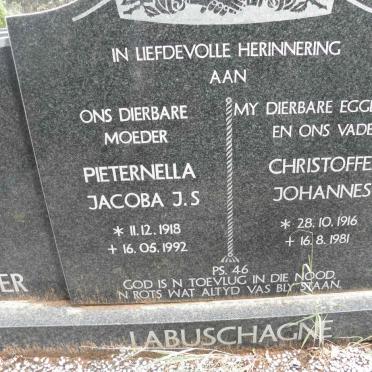 IN LIEFDEVOLLE HERINNERING
AAN
ONS DIERBARE
MOEDER
PIETERNELLA
JACOBA J.S
* 11.12.1918
+ 16.05.1992
MY DIERBARE EGG
EN ONS VADE
CHRISTOFFE
JOHANNES
* 28.10.1916
+ 16.8.1981
PS. 46
GOD IS N TOEVLUG IN DIE NOOD.
'N ROTS WAT ALTYD VAS BLY STAAN.
LABUSCHAGNE
ER